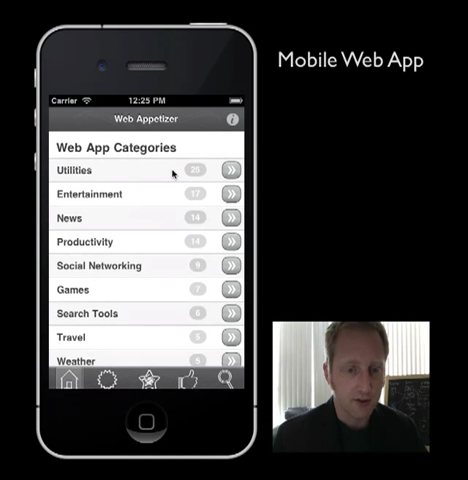 Mobile Web App
Carrier 12:25 PM
Web Appetizer
Web App Categories
Utilities 25
Entertainment 17
News 14
Productivity 14
Social Networking 9
Games 7
Search Tools 6
Travel 5
Weather 5